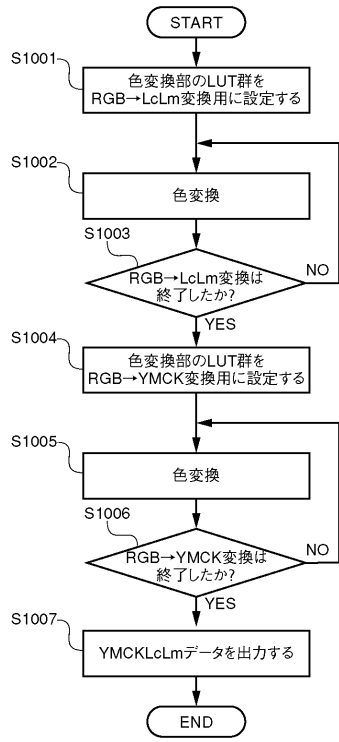 START
S1001
色変換部のLUT群を
RGB→LcLm変換用に設定する
S1002
色変換
S1003
RGB→LcLm変換は
終了したか?
NO
YES
S1004
色変換部のLUT群を
RGB→YMCK変換用に設定する
S1005
色変換
S1006
RGB→YMCK変換は
終了したか?
NO
YES
S1007
YMCKLcLmデータを出力する
END